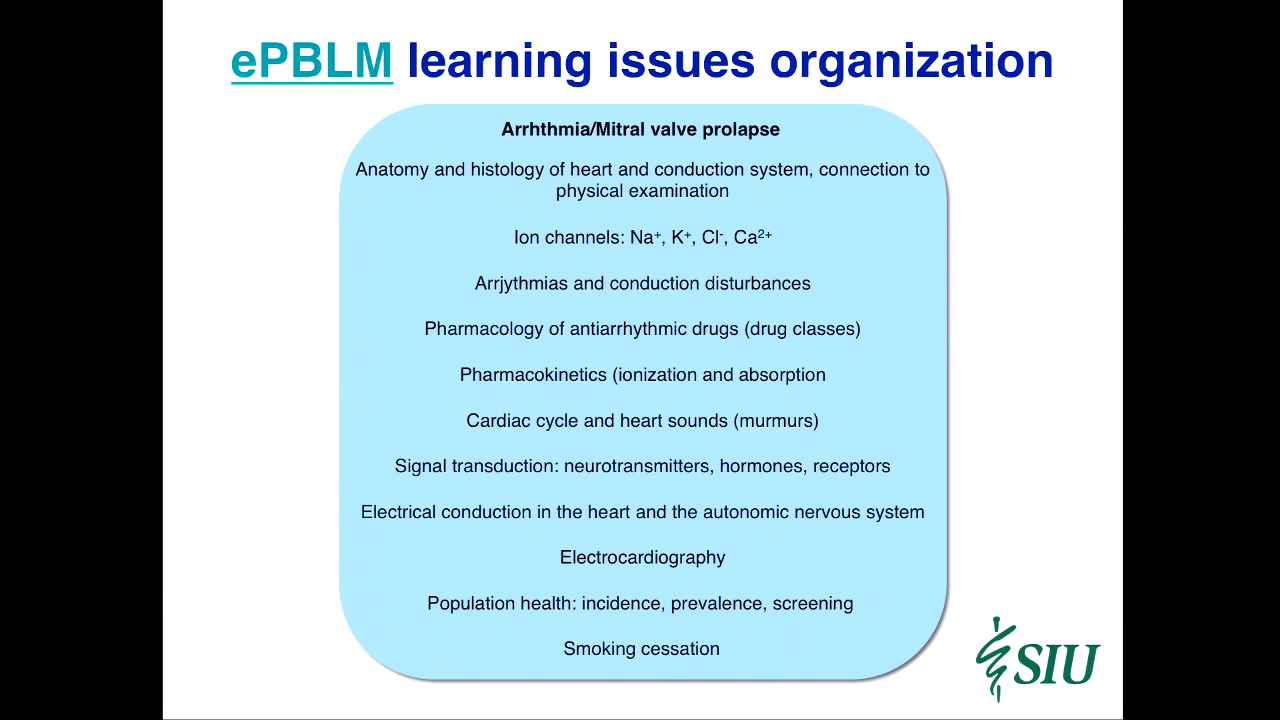 ePBLM learning issues organization
Arrhthmia/Mitral valve prolapse
Anatomy and histology of heart and conduction system, connection to
physical examination
Ion channels: Na⁺, K⁺, Cl⁻, Ca²⁺
Arrjythmias and conduction disturbances
Pharmacology of antiarrhythmic drugs (drug classes)
Pharmacokinetics (ionization and absorption
Cardiac cycle and heart sounds (murmurs)
Signal transduction: neurotransmitters, hormones, receptors
Electrical conduction in the heart and the autonomic nervous system
Electrocardiography
Population health: incidence, prevalence, screening
Smoking cessation
SIU